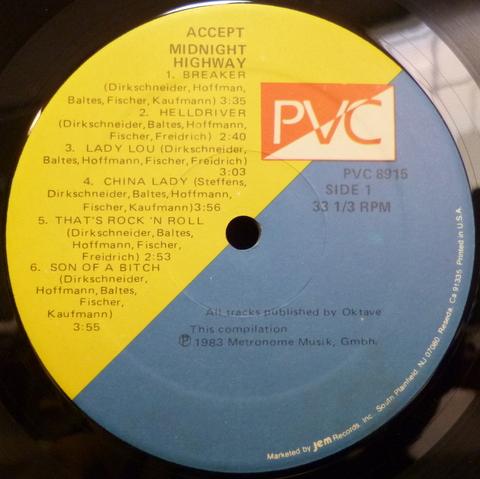 ACCEPT
MIDNIGHT
HIGHWAY
1. BREAKER
(Dirkschneider, Hoffman,
Baltes, Fischer, Kaufmann) 3:35
2. HELLDRIVER
(Dirkschneider, Baltes, Hoffmann,
Fischer, Freidrich) 2:40
3. LADY LOU (Dirkschneider,
Baltes, Hoffmann, Fischer, Freidrich)
3:03
4. CHINA LADY (Steffens,
Dirkschneider, Baltes, Hoffmann,
Fischer, Kaufmann)3:56
5. THAT'S ROCK 'N ROLL
(Dirkschneider, Baltes,
Hoffmann, Fischer,
Freidrich) 2:53
6. SON OF A BITCH
(Dirkschneider,
Hoffmann, Baltes,
Fischer,
Kaufmann)
3:55
PVC
PVC 8915
SIDE 1
33 1/3 RPM
All tracks published by Oktave
This compilation
Ⓟ 1983 Metronome Musik, Gmbh.
Marketed by Jem Records, Inc. South Plainfield, NJ 07080, Reseda, Ca 91335 Printed in U.S.A.